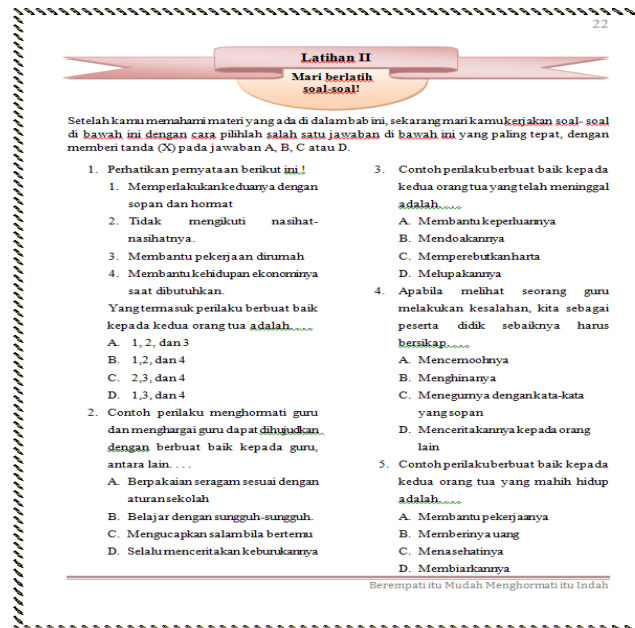 22
Latihan II
Mari berlatih
soal-soal!
Setelah kamu memahami materi yang ada di dalam bab ini, sekarang mari kamu kerjakan soal- soal
di bawah ini dengan cara pilihlah salah satu jawaban di bawah ini yang paling tepat, dengan
memberi tanda (X) pada jawaban A, B, C atau D.
1. Perhatikan pernyataan berikut ini !
1. Memperlakukan keduanya dengan
sopan dan hormat
2. Tidak mengikuti nasihat-
nasihatnya.
3. Membantu pekerjaan dirumah
4. Membantu kehidupan ekonominya
saat dibutuhkan.
Yang termasuk perilaku berbuat baik
kepada kedua orang tua adalah. . . .
A. 1, 2, dan 3
B. 1,2, dan 4
C. 2,3, dan 4
D. 1,3, dan 4
2. Contoh perilaku menghormati guru
dan menghargai guru dapat dihujudkan
dengan berbuat baik kepada guru,
antara lain. . . .
A. Berpakaian seragam sesuai dengan
aturan sekolah
B. Belajar dengan sungguh-sungguh.
C. Mengucapkan salam bila bertemu
D. Selalu menceritakan keburukannya
3. Contoh perilaku berbuat baik kepada
kedua orang tua yang telah meninggal
adalah. . . .
A. Membantu keperluannya
B. Mendoakannya
C. Memperebutkan harta
D. Melupakannya
4. Apabila melihat seorang guru
melakukan kesalahan, kita sebagai
peserta didik sebaiknya harus
bersikap. . . .
A. Mencemoohnya
B. Menghinanya
C. Menegurnya dengan kata-kata
yang sopan
D. Menceritakannya kepada orang
lain
5. Contoh perilaku berbuat baik kepada
kedua orang tua yang mahih hidup
adalah. . . .
A. Membantu pekerjaanya
B. Memberinya uang
C. Menasehatinya
D. Membiarkannya
Berempati itu Mudah Menghormati itu Indah